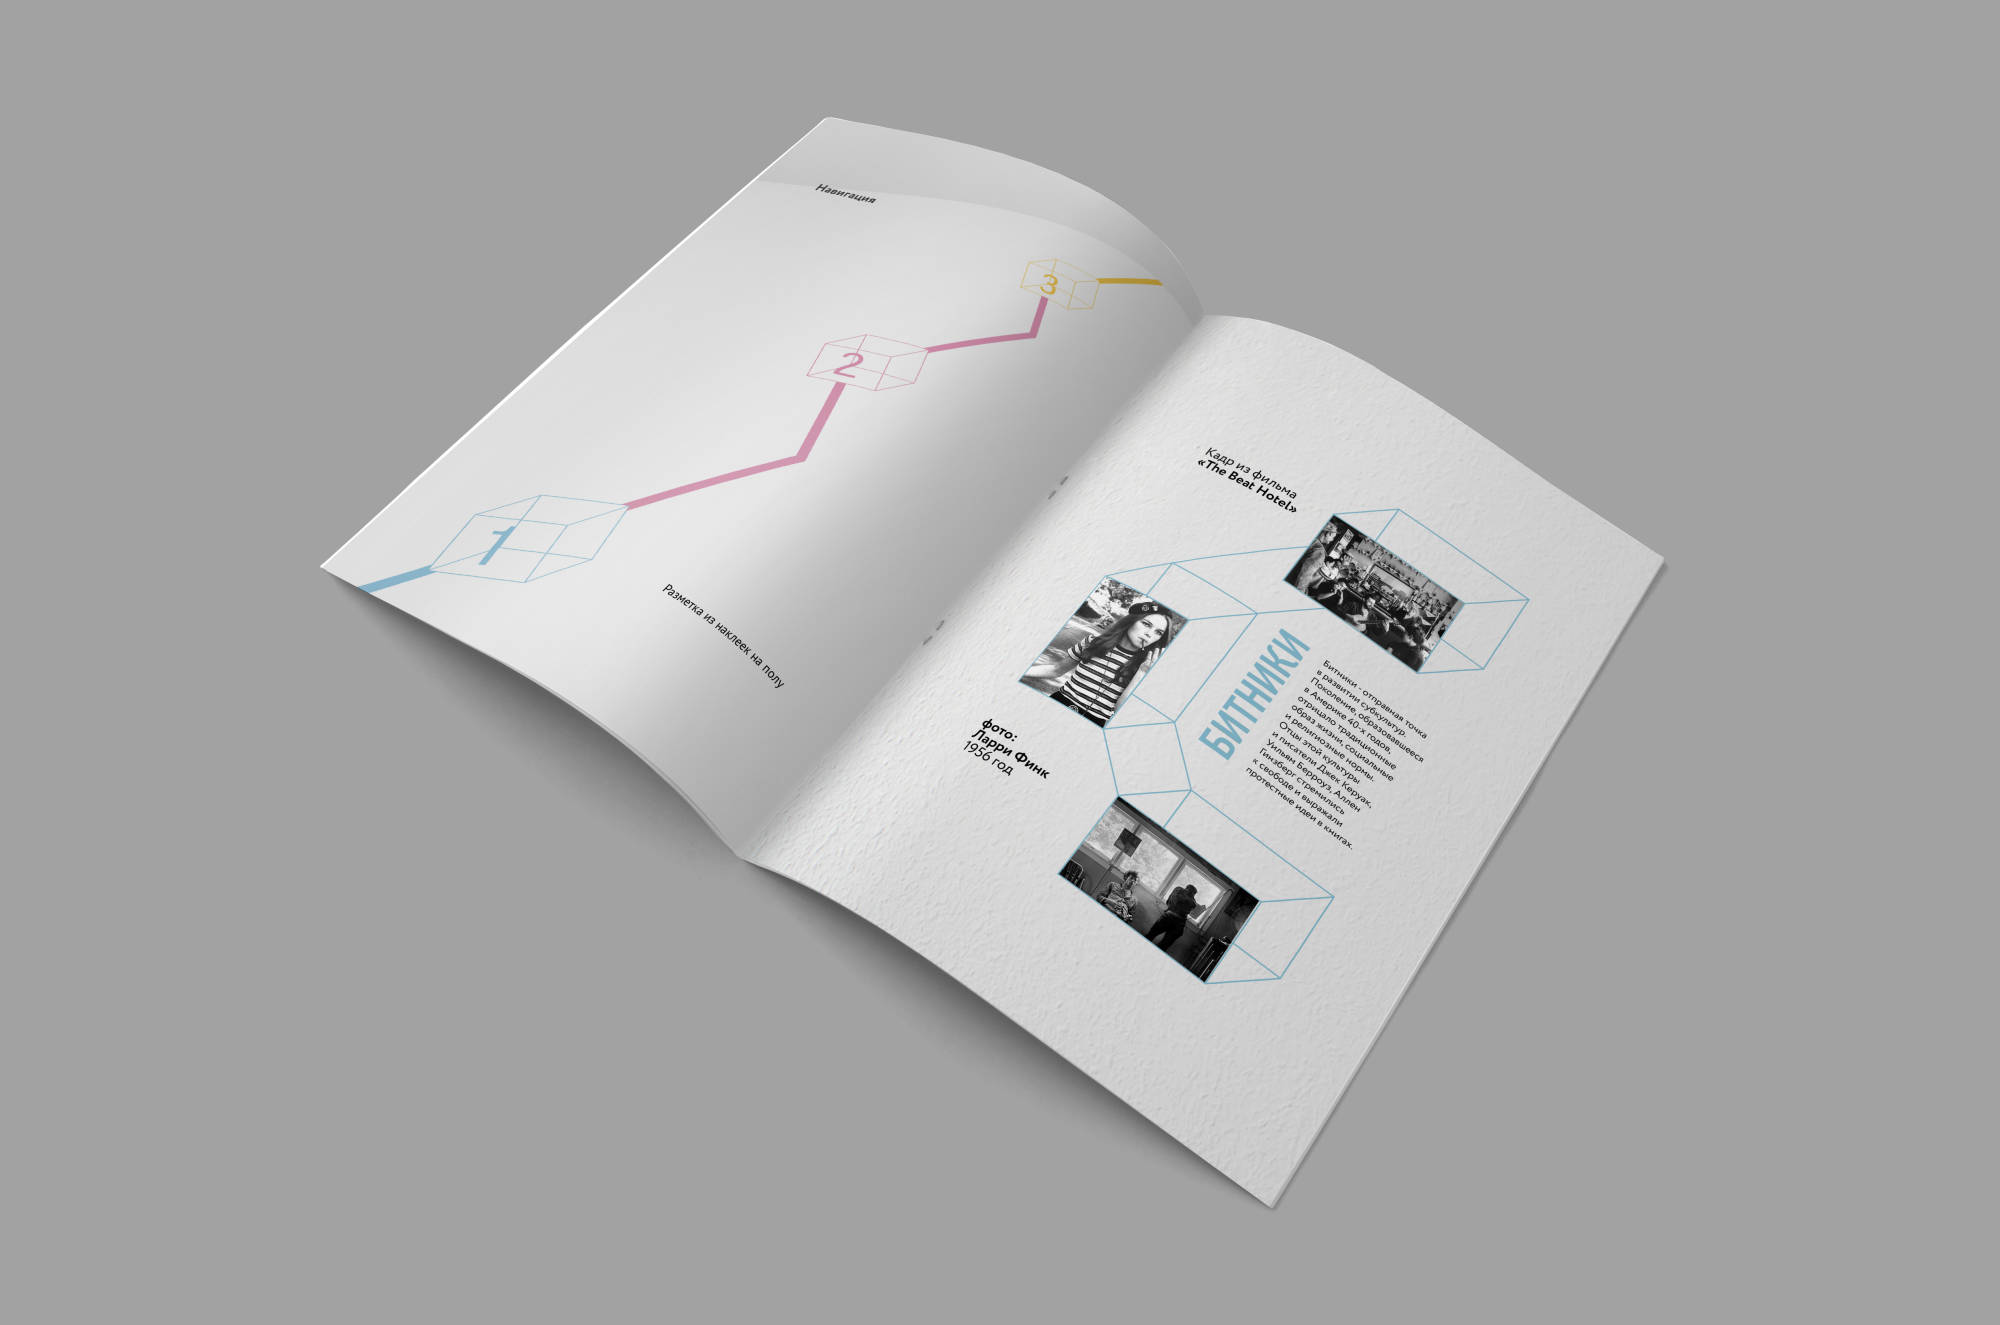 Навигация
3
2
1
Разметка из наклеек на полу
Кадр из фильма
«The Beat Hotel»
фото:
Ларри Финк
1956 год
БИТНИКИ
Битники - отправная точка
в развитии субкультур.
Поколение, образовавшееся
в Америке 40-х годов,
отрицало традиционные
образ жизни, социальные
и религиозные нормы.
Отцы этой культуры
и писатели Джек Керуак,
Уильям Берроуз, Аллен
Гинзберг стремились
к свободе и выражали
протестные идеи в книгах.